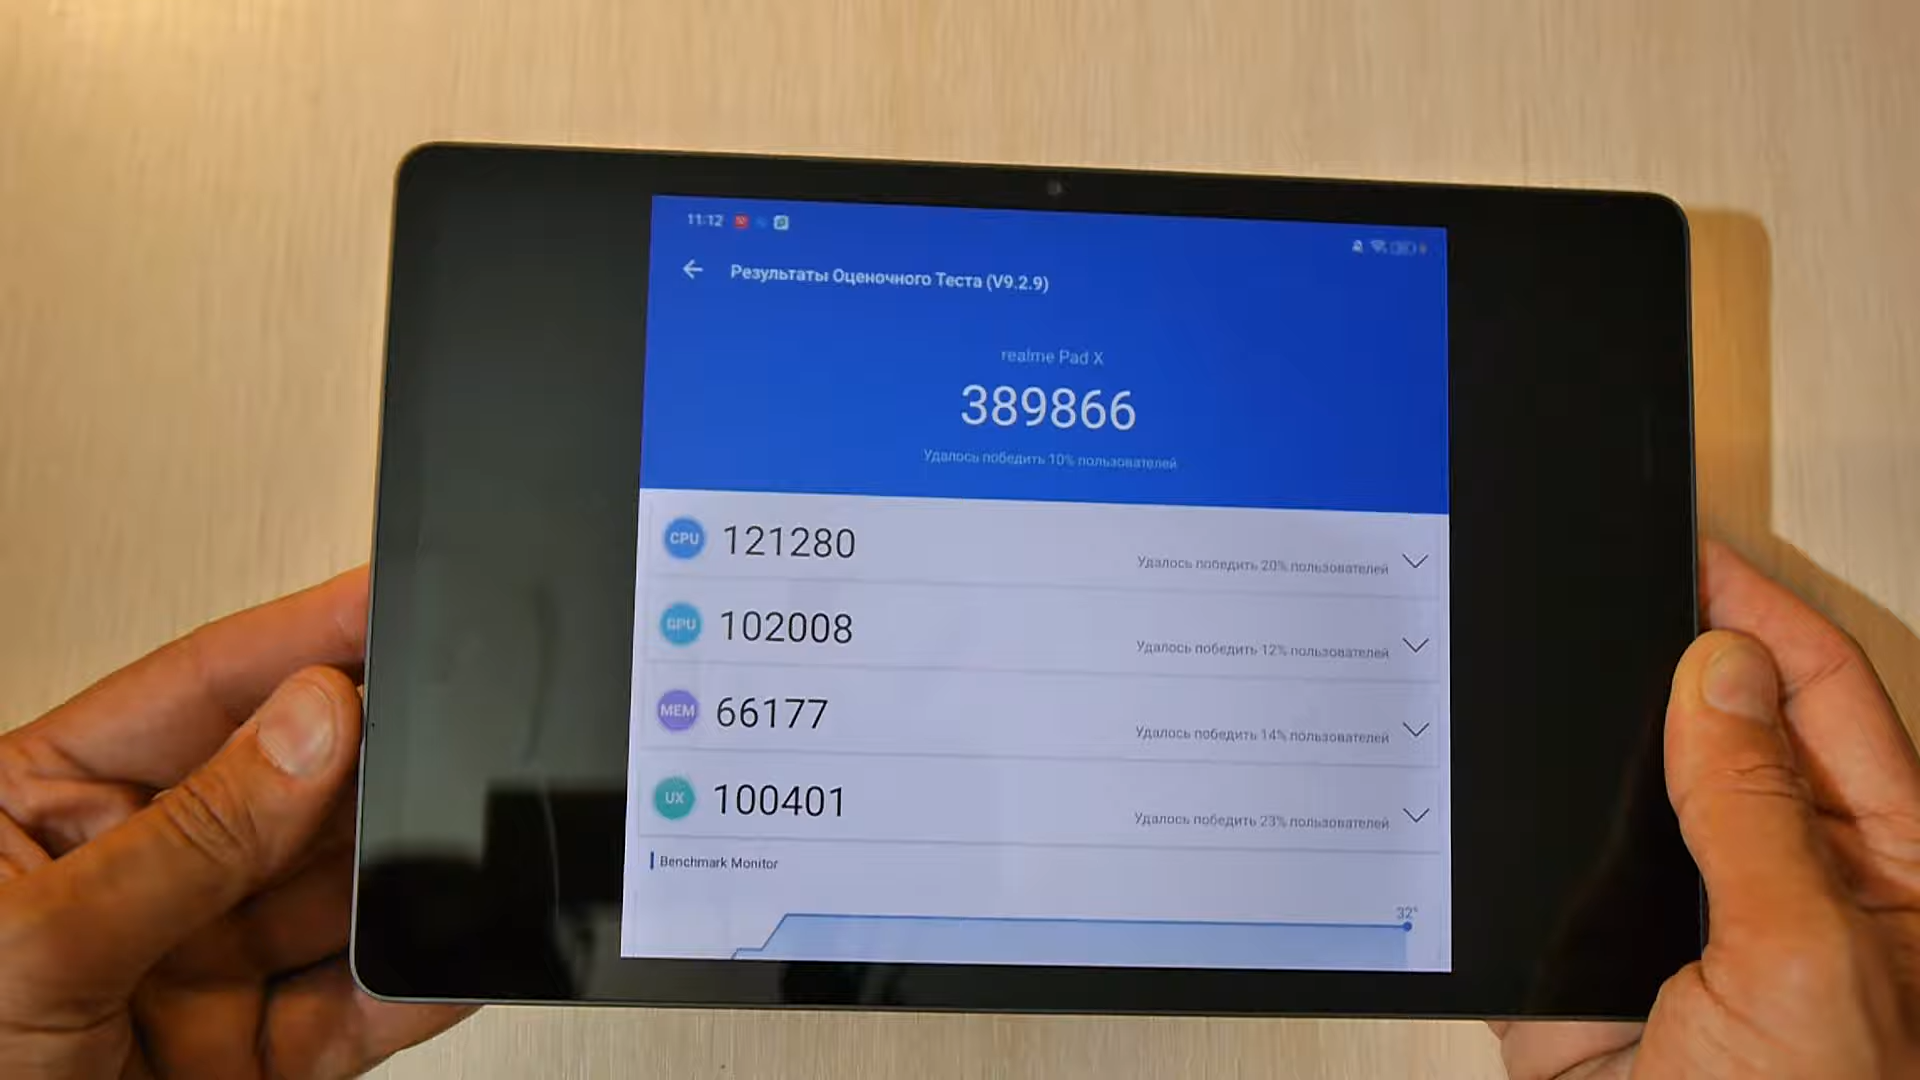 11:12
Результаты Оценочного Теста (V9.2.9)
realme Pad X
389866
Удалось победить 10% пользователей
CPU 121280 Удалось победить 20% пользователей
GPU 102008 Удалось победить 12% пользователей
MEM 66177 Удалось победить 14% пользователей
UX 100401 Удалось победить 23% пользователей
Benchmark Monitor
32°